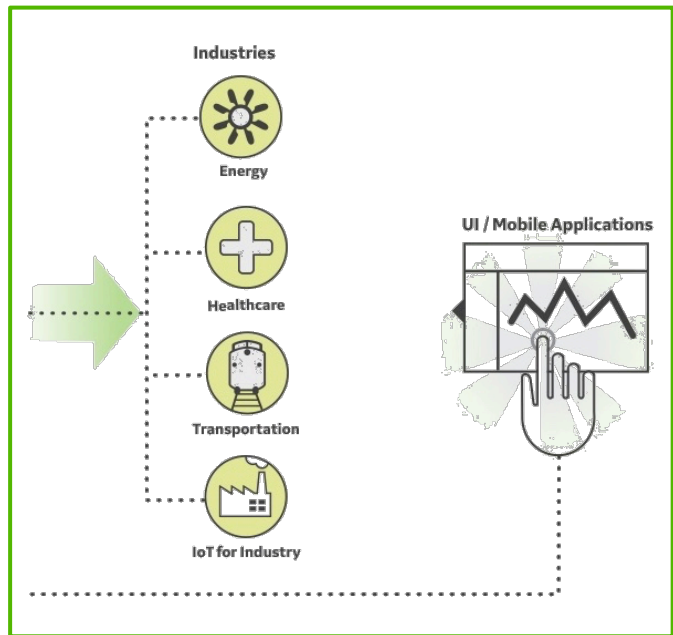 Industries
Energy
Healthcare
Transportation
IoT for Industry
UI / Mobile Applications